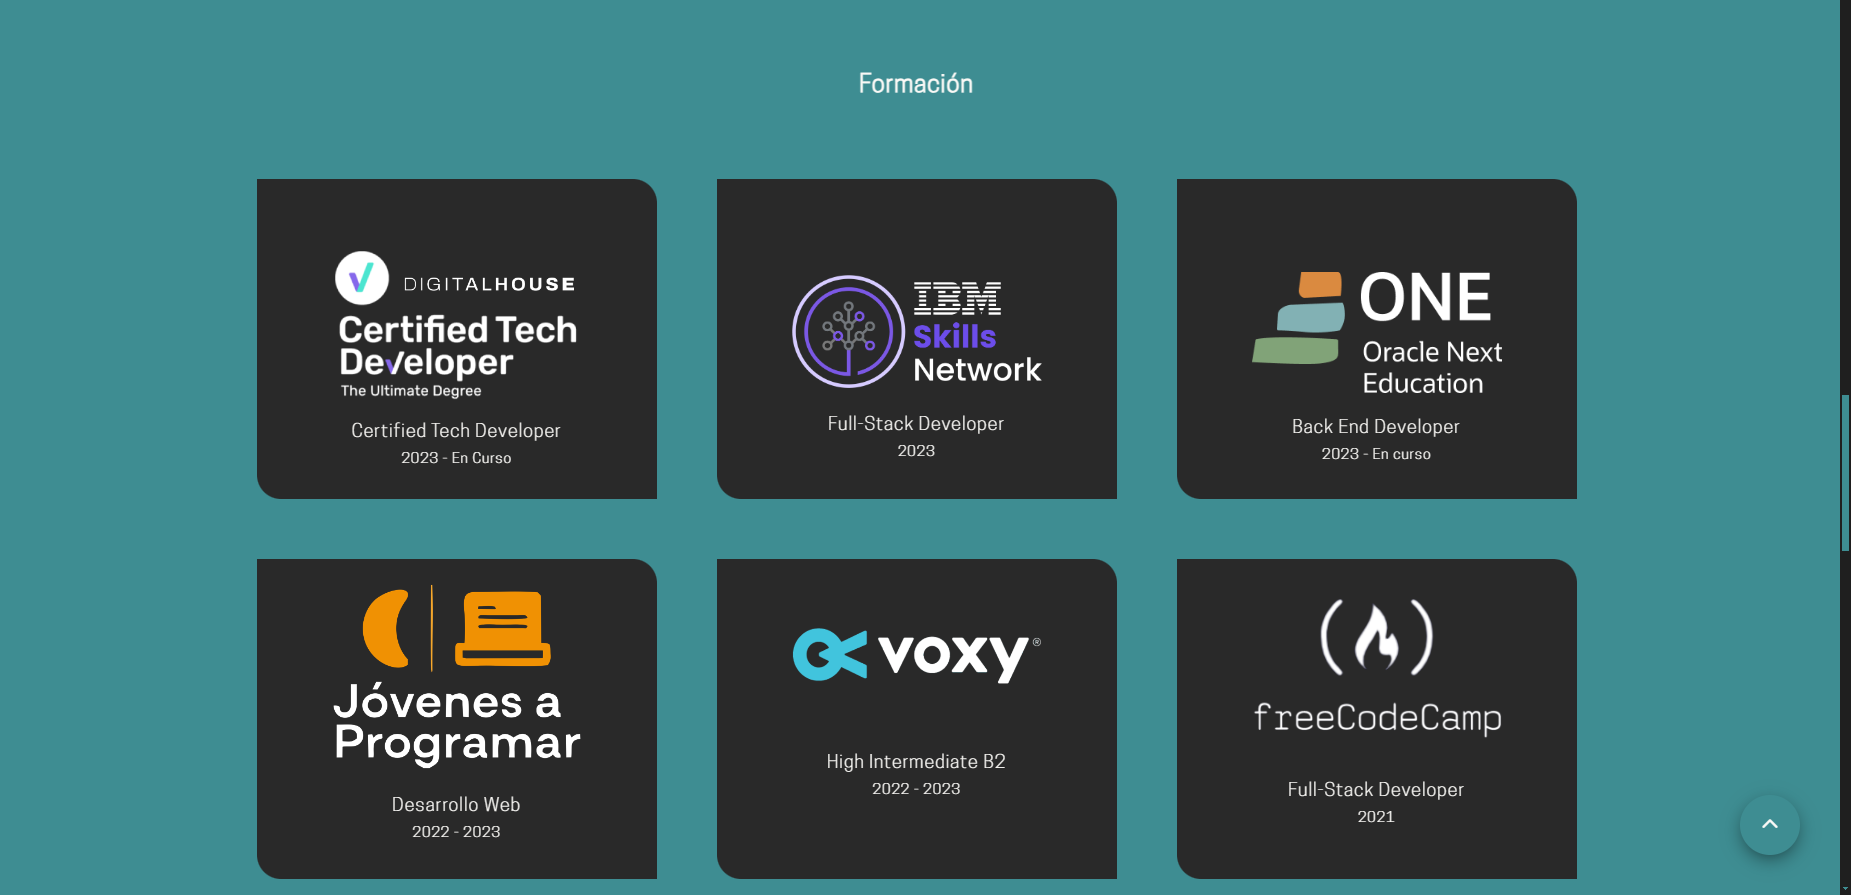 Formación
DIGITALHOUSE
Certified Tech
Developer
The Ultimate Degree
Certified Tech Developer
2023 - En Curso
IBM
Skills
Network
Full-Stack Developer
2023
ONE
Oracle Next
Education
Back End Developer
2023 - En curso
Jóvenes a
Programar
Desarrollo Web
2022 - 2023
voxy®
High Intermediate B2
2022 - 2023
freeCodeCamp
Full-Stack Developer
2021